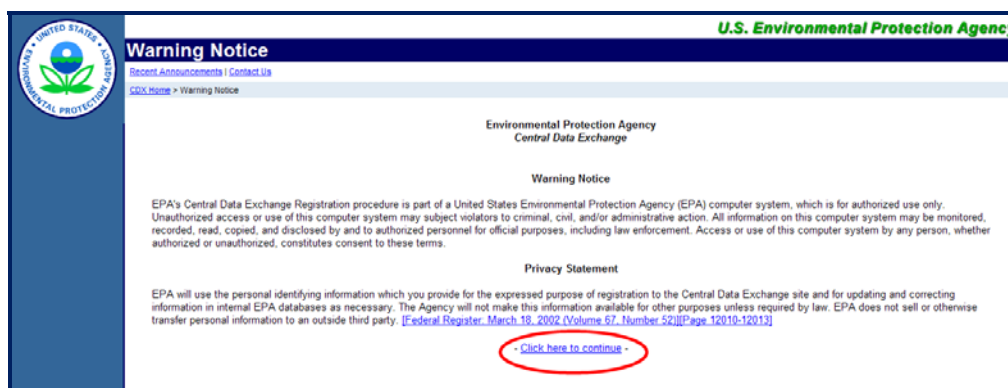 U.S. Environmental Protection Agency
UNITED STATES
ENVIRONMENTAL PROTECTION AGENCY
Warning Notice
Recent Announcements | Contact Us
CDX Home > Warning Notice
Environmental Protection Agency
Central Data Exchange
Warning Notice
EPA's Central Data Exchange Registration procedure is part of a United States Environmental Protection Agency (EPA) computer system, which is for authorized use only.
Unauthorized access or use of this computer system may subject violators to criminal, civil, and/or administrative action. All information on this computer system may be monitored,
recorded, read, copied, and disclosed by and to authorized personnel for official purposes, including law enforcement. Access or use of this computer system by any person, whether
authorized or unauthorized, constitutes consent to these terms.
Privacy Statement
EPA will use the personal identifying information which you provide for the expressed purpose of registration to the Central Data Exchange site and for updating and correcting
information in internal EPA databases as necessary. The Agency will not make this information available for other purposes unless required by law. EPA does not sell or otherwise
transfer personal information to an outside third party. [Federal Register: March 18, 2002 (Volume 67, Number 52)][Page 12010-12013]
- Click here to continue -